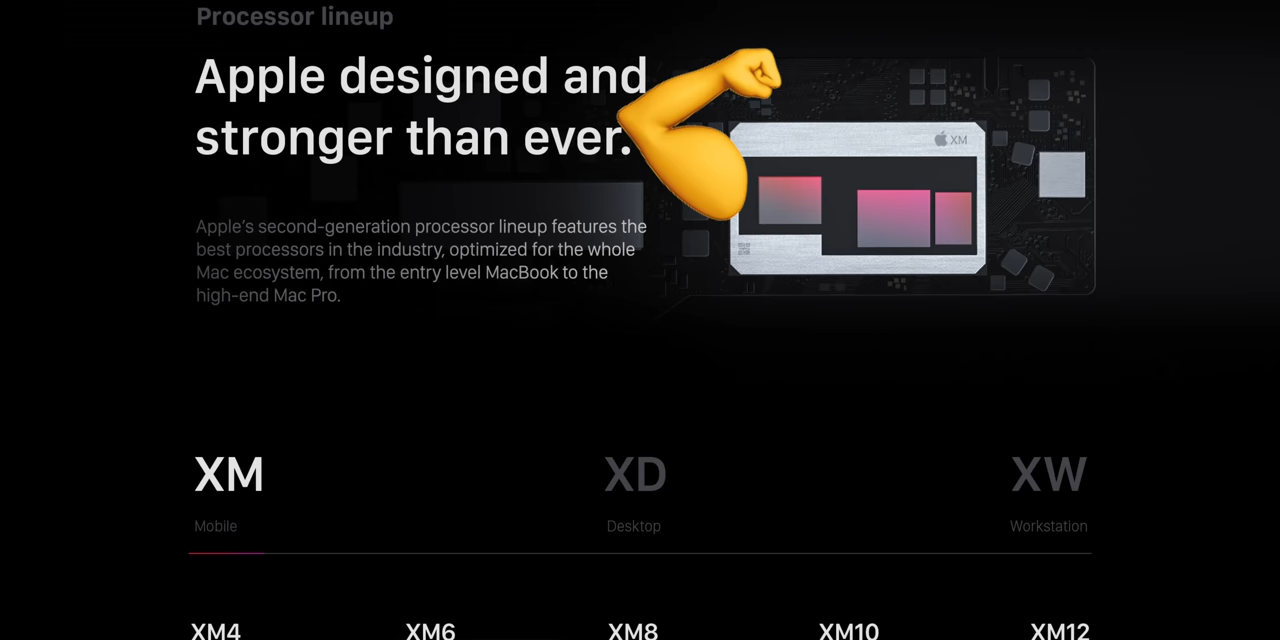 Processor lineup
Apple designed and
stronger than ever.
XM
Apple’s second-generation processor lineup features the
best processors in the industry, optimized for the whole
Mac ecosystem, from the entry level MacBook to the
high-end Mac Pro.
XM XD XW
Mobile Desktop Workstation
XM4 XM6 XM8 XM10 XM12